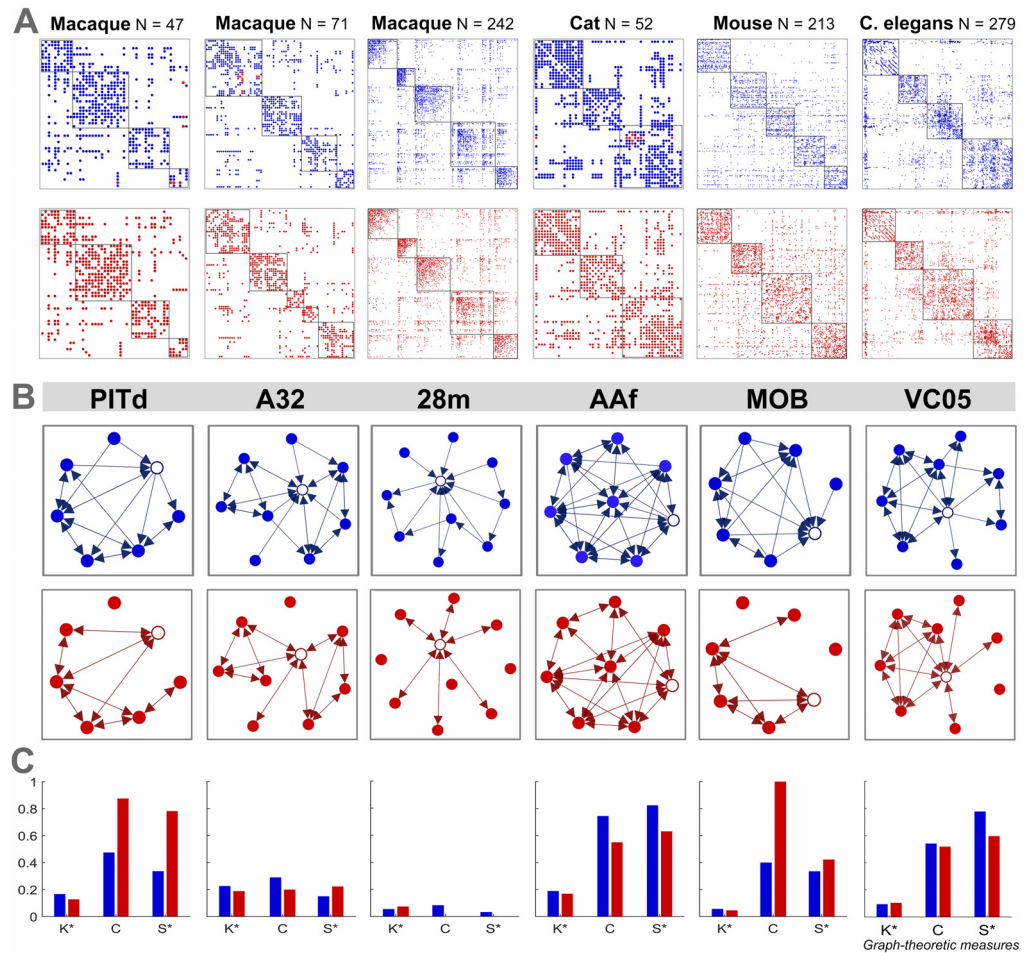 A
Macaque N = 47 Macaque N = 71 Macaque N = 242 Cat N = 52 Mouse N = 213 C. elegans N = 279
B
PITd A32 28m AAf MOB VC05
C
1
0.8
0.6
0.4
0.2
0
K* C S* K* C S* K* C S* K* C S* K* C S* K* C S*
Graph-theoretic measures